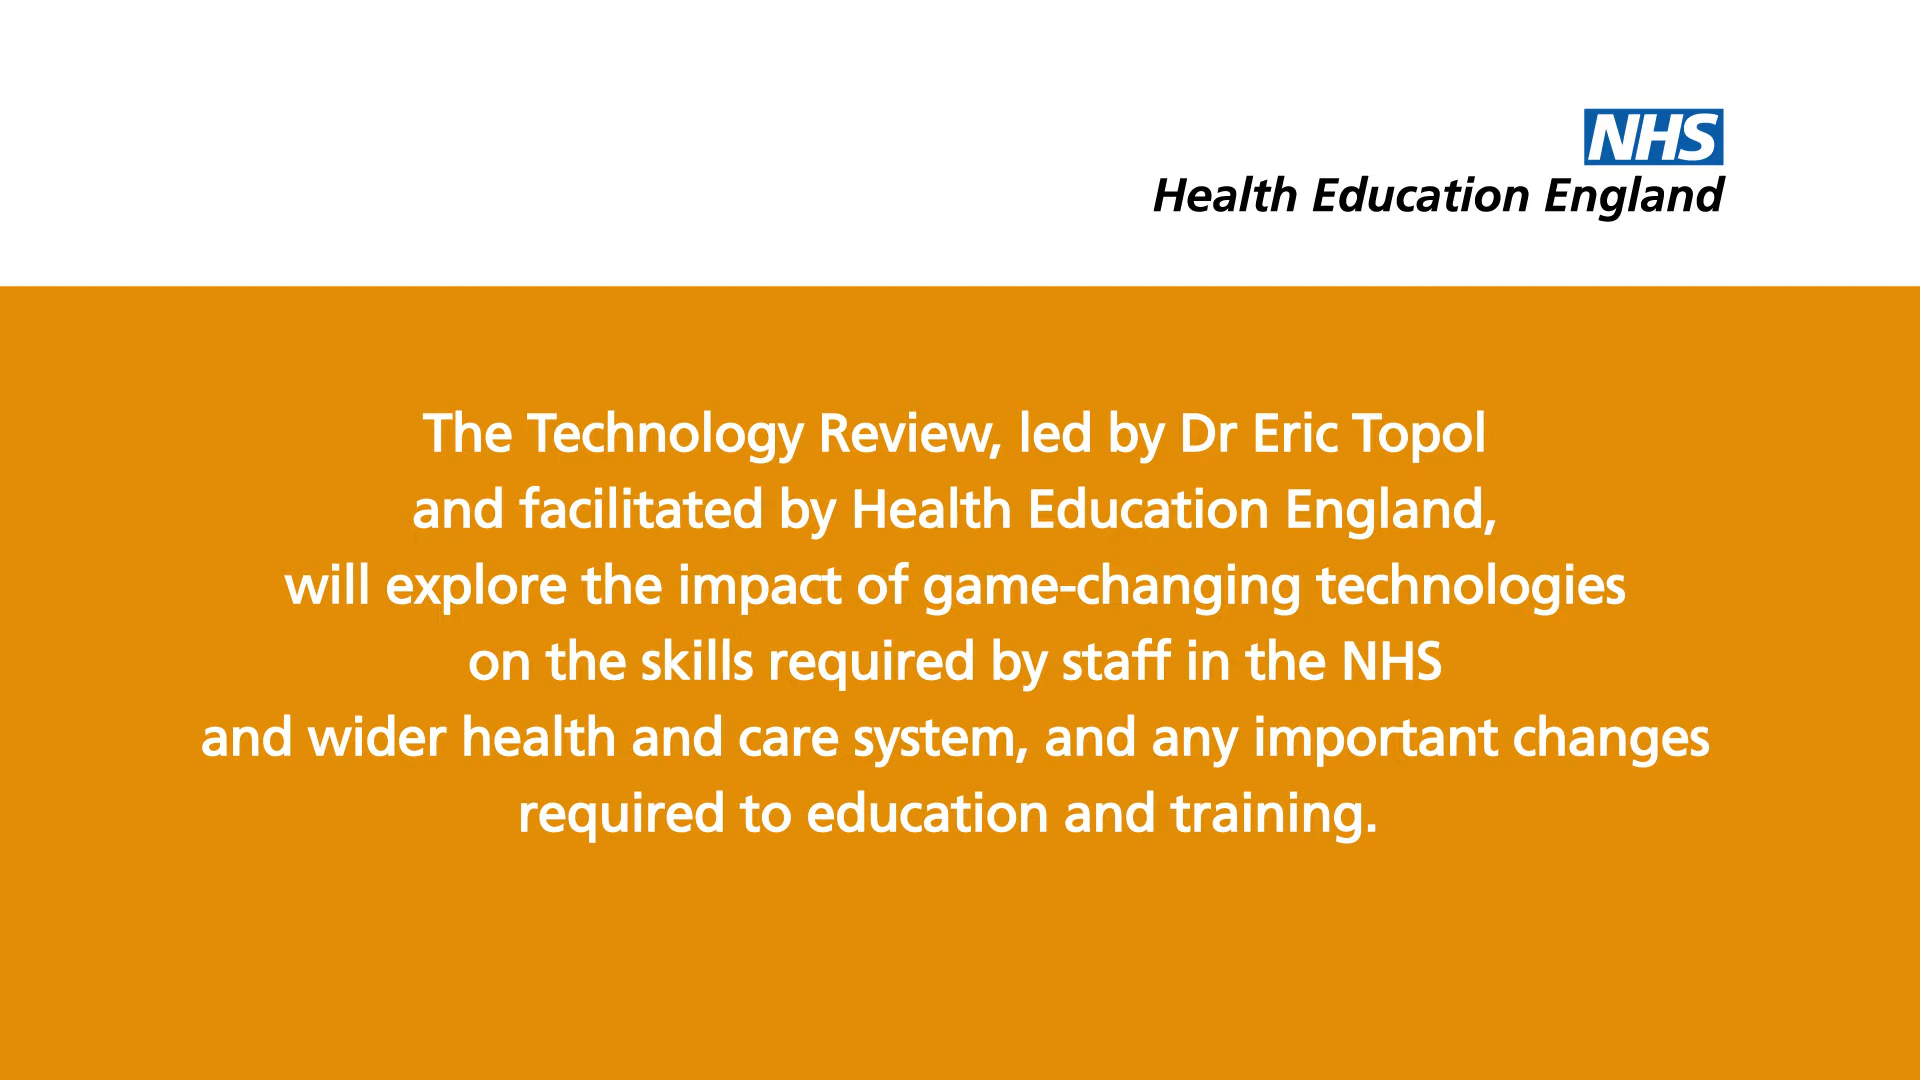 NHS
Health Education England
The Technology Review, led by Dr Eric Topol
and facilitated by Health Education England,
will explore the impact of game-changing technologies
on the skills required by staff in the NHS
and wider health and care system, and any important changes
required to education and training.